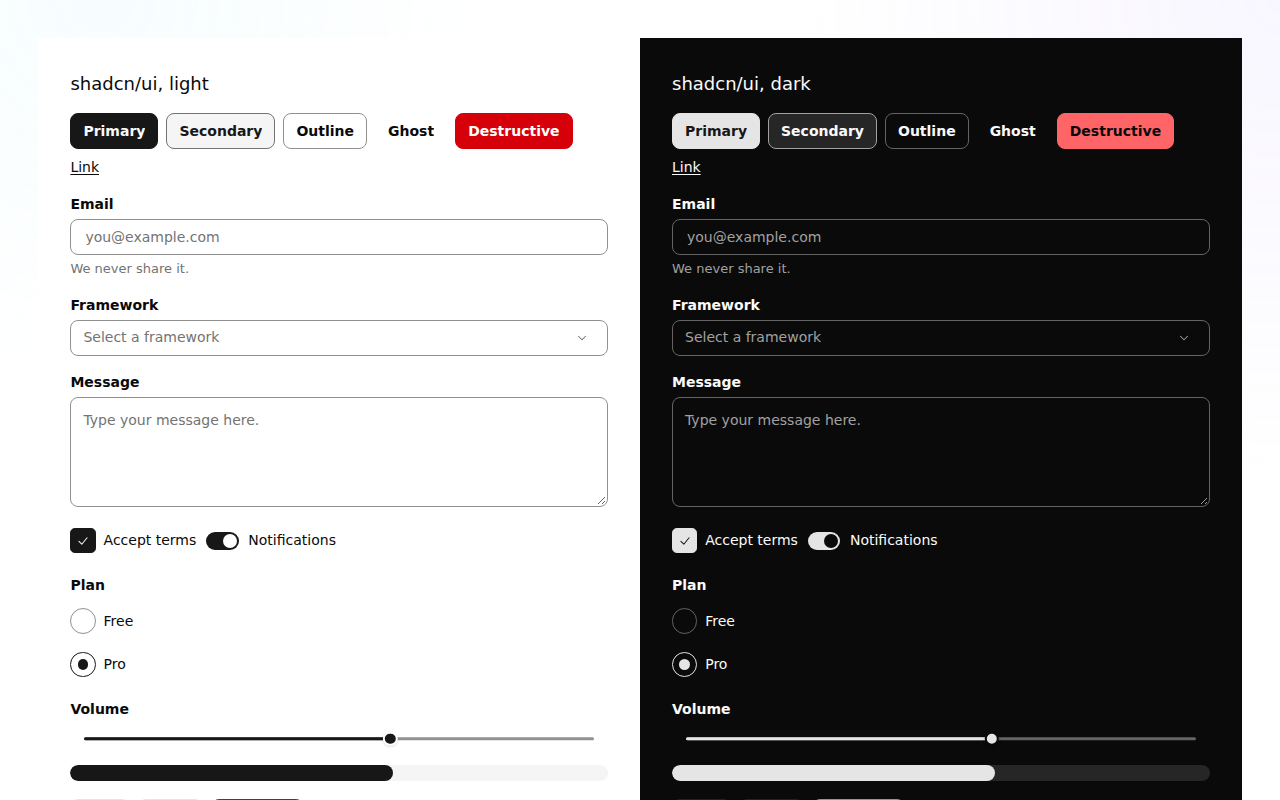 shadcn/ui, light
Primary Secondary Outline Ghost Destructive
Link
Email
you@example.com
We never share it.
Framework
Select a framework
Message
Type your message here.
Accept terms Notifications
Plan
Free
Pro
Volume
shadcn/ui, dark
Primary Secondary Outline Ghost Destructive
Link
Email
you@example.com
We never share it.
Framework
Select a framework
Message
Type your message here.
Accept terms Notifications
Plan
Free
Pro
Volume